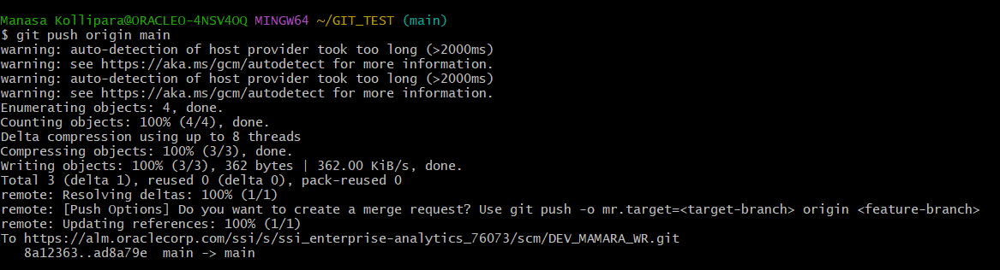 Manasa Kollipara@ORACLEO-4NSV4OQ MINGW64 ~/GIT_TEST (main)
$ git push origin main
warning: auto-detection of host provider took too long (>2000ms)
warning: see https://aka.ms/gcm/autodetect for more information.
warning: auto-detection of host provider took too long (>2000ms)
warning: see https://aka.ms/gcm/autodetect for more information.
Enumerating objects: 4, done.
Counting objects: 100% (4/4), done.
Delta compression using up to 8 threads
Compressing objects: 100% (3/3), done.
Writing objects: 100% (3/3), 362 bytes | 362.00 KiB/s, done.
Total 3 (delta 1), reused 0 (delta 0), pack-reused 0
remote: Resolving deltas: 100% (1/1)
remote: [Push Options] Do you want to create a merge request? Use git push -o mr.target=<target-branch> origin <feature-branch>
remote: Updating references: 100% (1/1)
To https://alm.oraclecorp.com/ssi/s/ssi_enterprise-analytics_76073/scm/DEV_MAMARA_WR.git
   8a12363..ad8a79e  main -> main